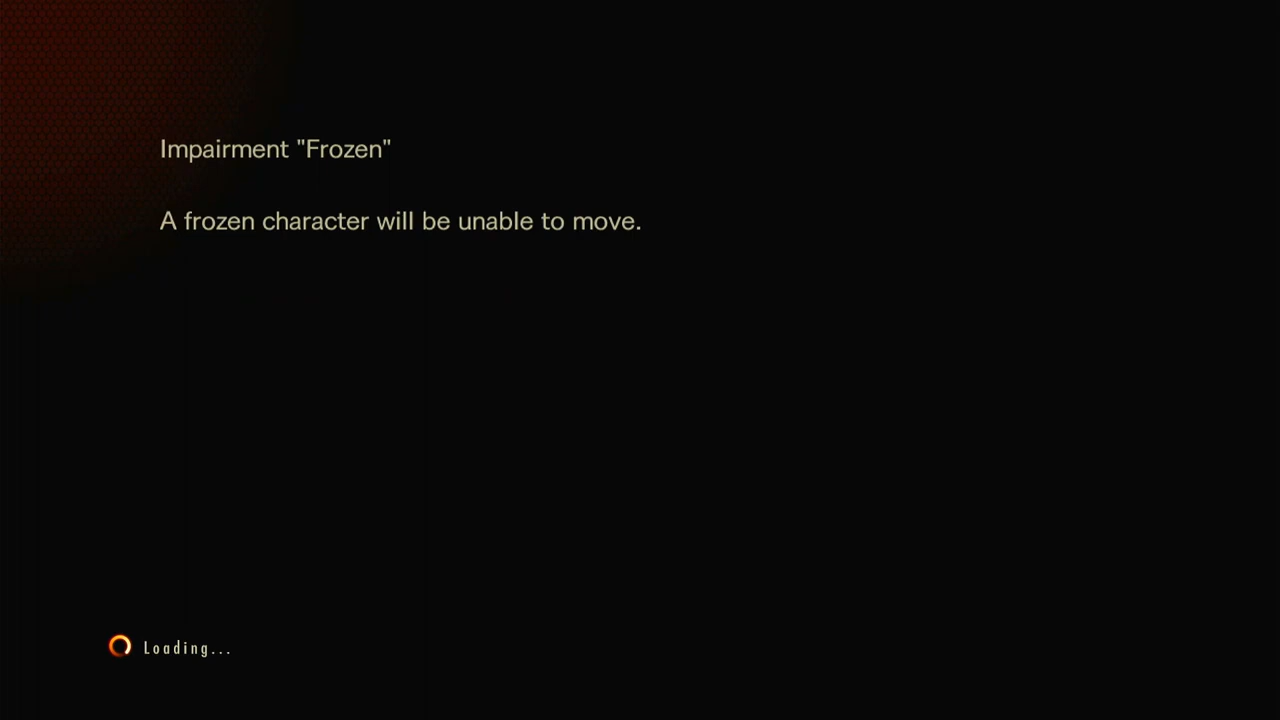 Impairment "Frozen"
A frozen character will be unable to move.
Loading...